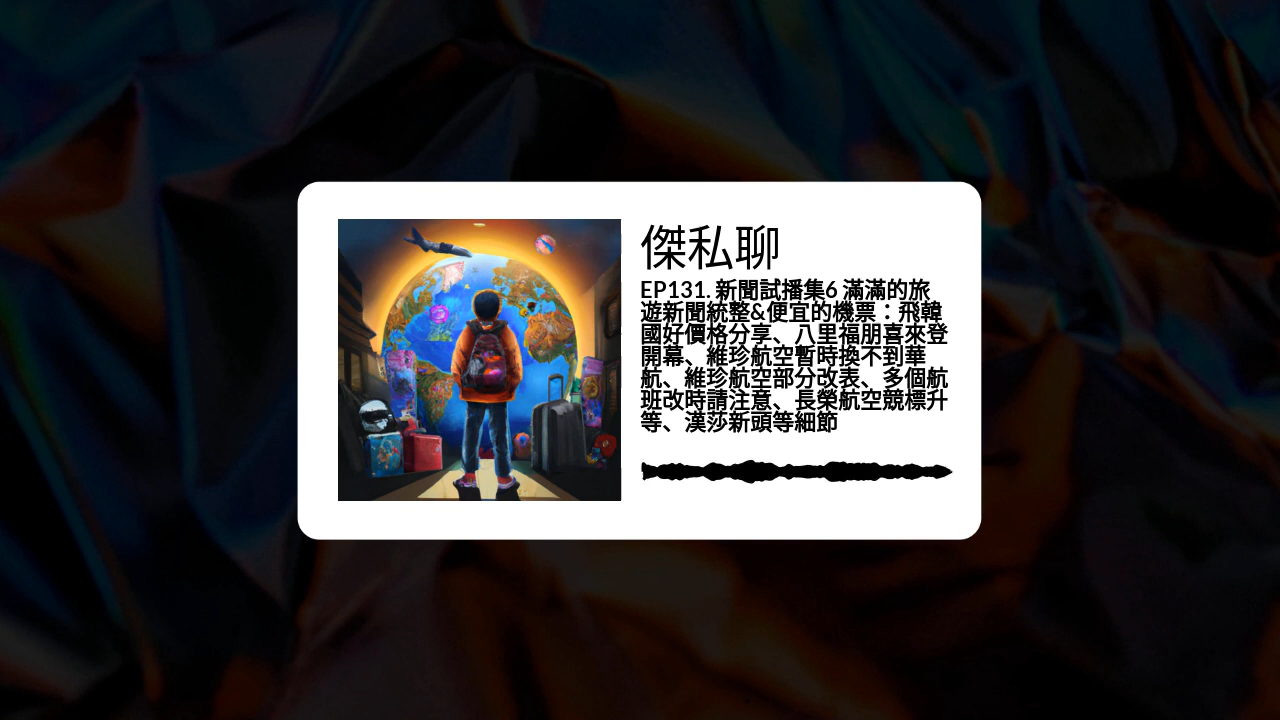 傑私聊
EP131. 新聞試播集6 滿滿的旅
遊新聞統整&便宜的機票：飛韓
國好價格分享、八里福朋喜來登
開幕、維珍航空暫時換不到華
航、維珍航空部分改表、多個航
班改時請注意、長榮航空競標升
等、漢莎新頭等細節